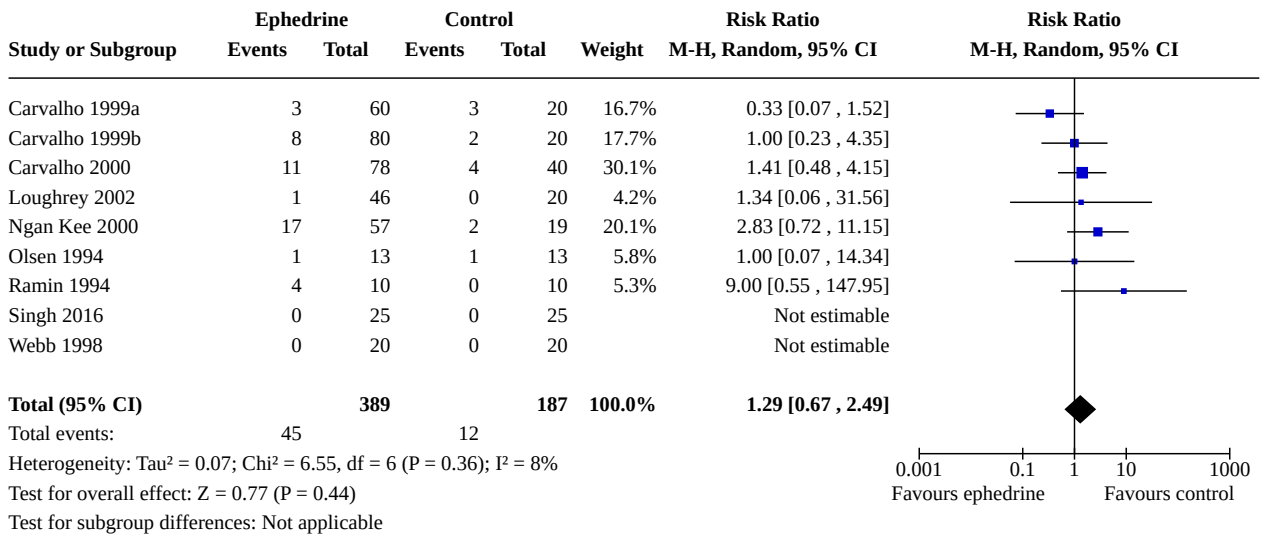 Ephedrine Control Risk Ratio Risk Ratio
Study or Subgroup Events Total Events Total Weight M-H, Random, 95% CI M-H, Random, 95% CI
Carvalho 1999a 3 60 3 20 16.7% 0.33 [0.07 , 1.52]
Carvalho 1999b 8 80 2 20 17.7% 1.00 [0.23 , 4.35]
Carvalho 2000 11 78 4 40 30.1% 1.41 [0.48 , 4.15]
Loughrey 2002 1 46 0 20 4.2% 1.34 [0.06 , 31.56]
Ngan Kee 2000 17 57 2 19 20.1% 2.83 [0.72 , 11.15]
Olsen 1994 1 13 1 13 5.8% 1.00 [0.07 , 14.34]
Ramin 1994 4 10 0 10 5.3% 9.00 [0.55 , 147.95]
Singh 2016 0 25 0 25 Not estimable
Webb 1998 0 20 0 20 Not estimable
Total (95% CI) 389 187 100.0% 1.29 [0.67 , 2.49]
Total events: 45 12
Heterogeneity: Tau² = 0.07; Chi² = 6.55, df = 6 (P = 0.36); I² = 8%
0.001 0.1 1 10 1000
Test for overall effect: Z = 0.77 (P = 0.44)
Favours ephedrine Favours control
Test for subgroup differences: Not applicable